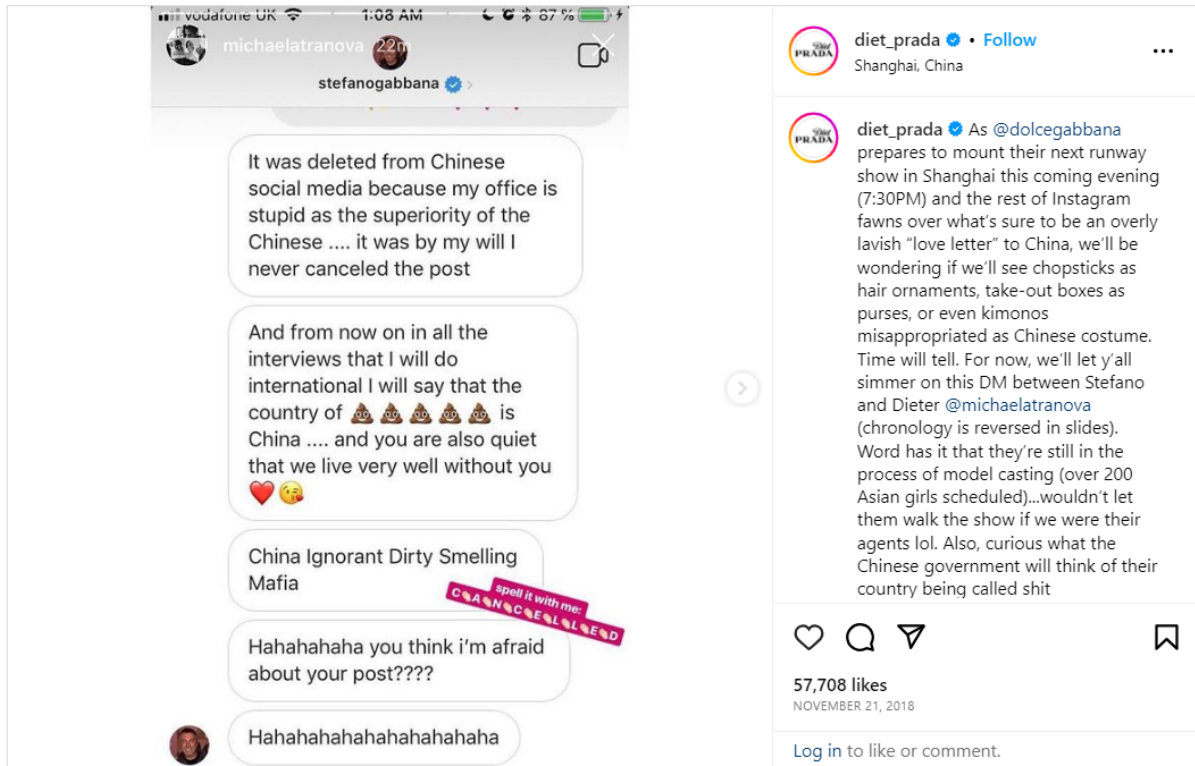 vodafone UK 1:08 AM 87 %
michaelatranova 22m
stefanogabbana
It was deleted from Chinese
social media because my office is
stupid as the superiority of the
Chinese .... it was by my will I
never canceled the post
And from now on in all the
interviews that I will do
international I will say that the
country of 💩💩💩💩💩 is
China .... and you are also quiet
that we live very well without you
❤️😘
China Ignorant Dirty Smelling
Mafia
spell it with me:
C👏A👏N👏C👏E👏L👏L👏E👏D
Hahahahaha you think i'm afraid
about your post????
Hahahahahahahahahaha
diet_prada • Follow
Shanghai, China
Diet
PRADA
Diet
PRADA
diet_prada As @dolcegabbana
prepares to mount their next runway
show in Shanghai this coming evening
(7:30PM) and the rest of Instagram
fawns over what's sure to be an overly
lavish “love letter” to China, we'll be
wondering if we'll see chopsticks as
hair ornaments, take-out boxes as
purses, or even kimonos
misappropriated as Chinese costume.
Time will tell. For now, we'll let y'all
simmer on this DM between Stefano
and Dieter @michaelatranova
(chronology is reversed in slides).
Word has it that they're still in the
process of model casting (over 200
Asian girls scheduled)...wouldn't let
them walk the show if we were their
agents lol. Also, curious what the
Chinese government will think of their
country being called shit
57,708 likes
NOVEMBER 21, 2018
Log in to like or comment.